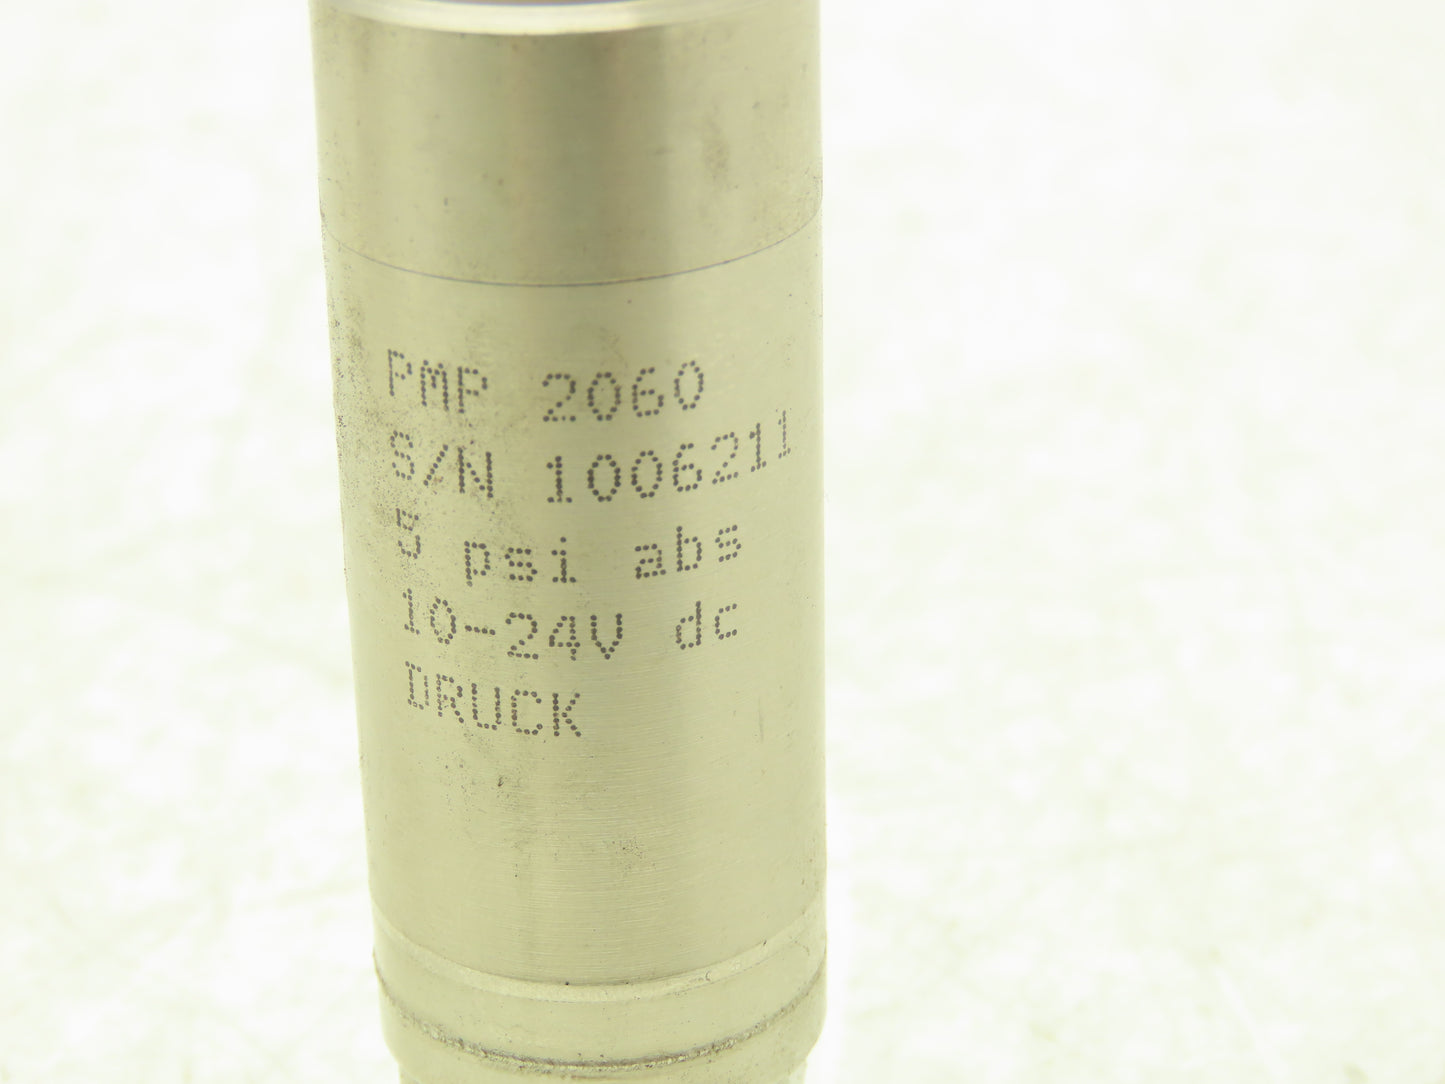 PMP 2060
S/N 1006211
5 psi abs
10-24V dc
DRUCK